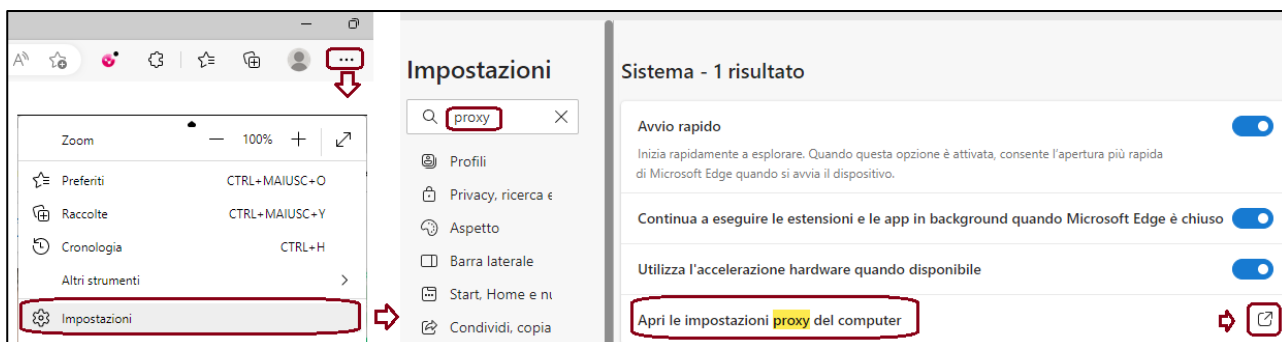 Zoom
100%
Preferiti CTRL+MAIUSC+O
Raccolte CTRL+MAIUSC+Y
Cronologia CTRL+H
Altri strumenti
Impostazioni
Impostazioni
proxy
Profili
Privacy, ricerca e
Aspetto
Barra laterale
Start, Home e nu
Condividi, copia
Sistema - 1 risultato
Avvio rapido
Inizia rapidamente a esplorare. Quando questa opzione è attivata, consente l'apertura più rapida
di Microsoft Edge quando si avvia il dispositivo.
Continua a eseguire le estensioni e le app in background quando Microsoft Edge è chiuso
Utilizza l'accelerazione hardware quando disponibile
Apri le impostazioni proxy del computer